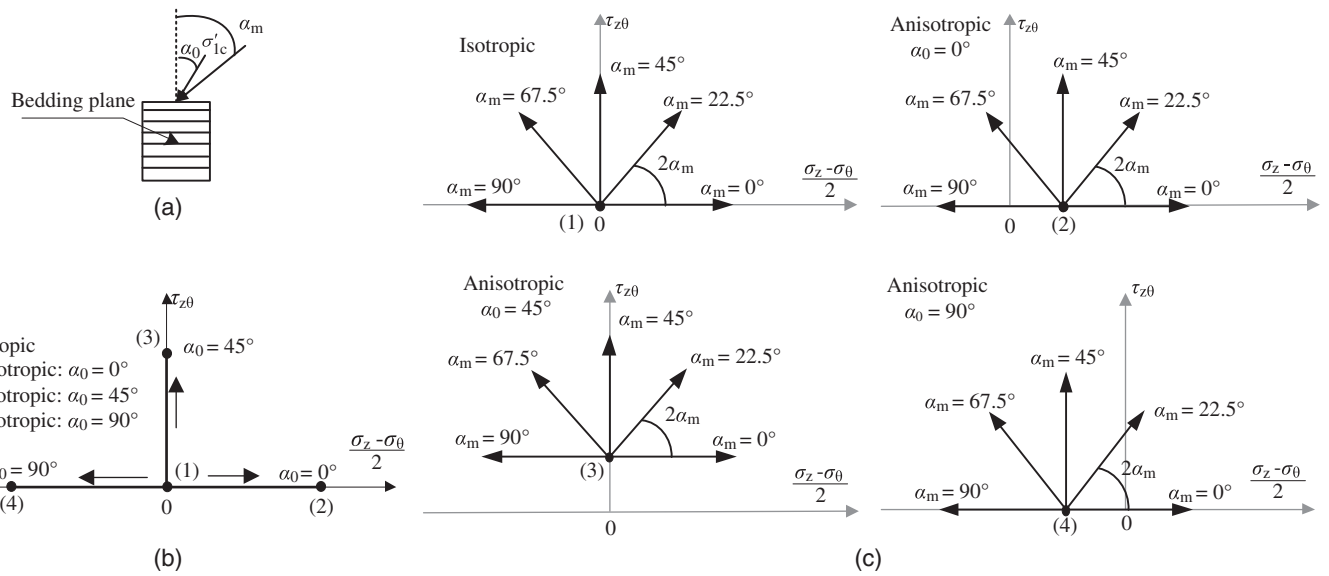 α_m
α_0 σ'_1c
Bedding plane
(a)
τ_zθ
(3)
α_0 = 45°
opic
otropic: α_0 = 0°
otropic: α_0 = 45°
otropic: α_0 = 90°
σ_z - σ_θ / 2
0 = 90°
(1)
α_0 = 0°
(4)
0
(2)
(b)
τ_zθ
Isotropic
α_m = 45°
α_m = 67.5°
α_m = 22.5°
2α_m
σ_z - σ_θ / 2
α_m = 90°
α_m = 0°
(1) 0
Anisotropic
α_0 = 0°
τ_zθ
α_m = 45°
α_m = 67.5°
α_m = 22.5°
2α_m
σ_z - σ_θ / 2
α_m = 90°
α_m = 0°
0
(2)
Anisotropic
α_0 = 45°
τ_zθ
α_m = 45°
α_m = 67.5°
α_m = 22.5°
2α_m
α_m = 90°
α_m = 0°
(3)
σ_z - σ_θ / 2
0
Anisotropic
α_0 = 90°
τ_zθ
α_m = 45°
α_m = 67.5°
α_m = 22.5°
2α_m
σ_z - σ_θ / 2
α_m = 90°
α_m = 0°
(4)
0
(c)